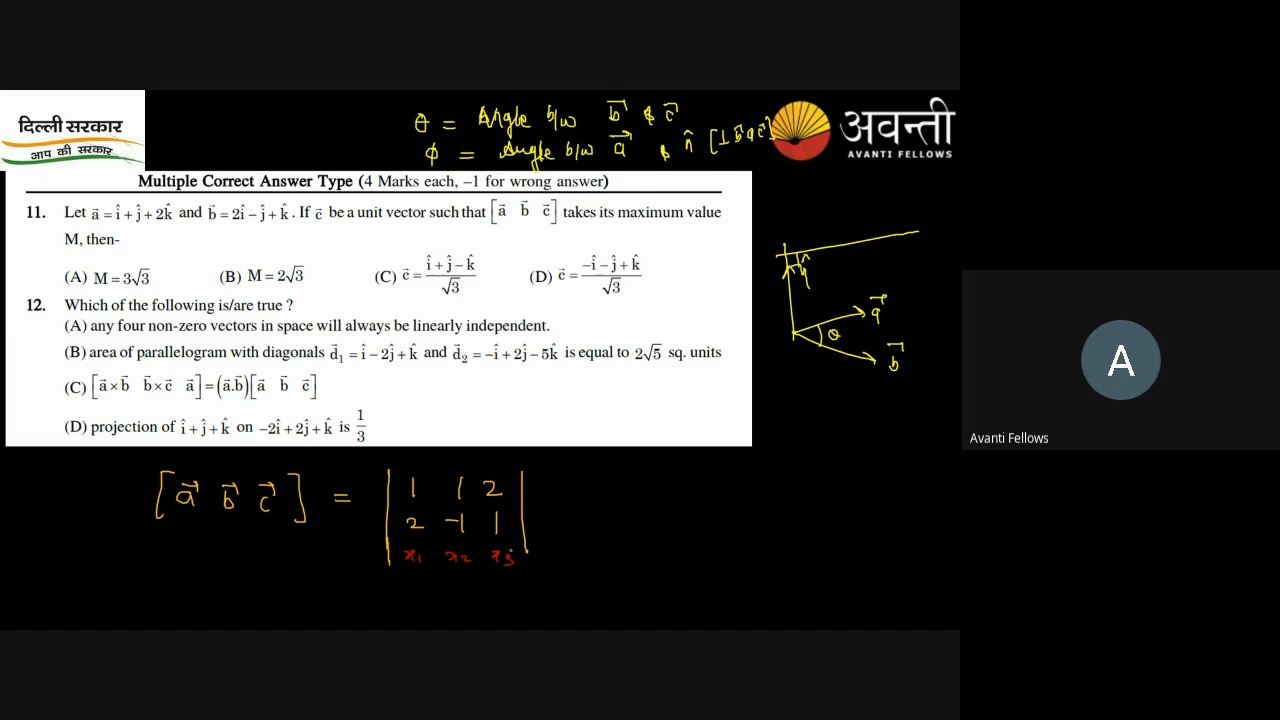 दिल्ली सरकार
आप की सरकार
θ = Angle b/w b⃗ & c⃗
ϕ = Angle b/w a⃗ & n̂ [⊥ b⃗ & c⃗]
अवन्ती
AVANTI FELLOWS
Multiple Correct Answer Type (4 Marks each, –1 for wrong answer)
11. Let a⃗ = î + ĵ + 2k̂ and b⃗ = 2î − ĵ + k̂. If c⃗ be a unit vector such that [a⃗ b⃗ c⃗] takes its maximum value
M, then-
(A) M = 3√3 (B) M = 2√3 (C) c⃗ = (î + ĵ − k̂)/√3 (D) c⃗ = (−î − ĵ + k̂)/√3
12. Which of the following is/are true ?
(A) any four non-zero vectors in space will always be linearly independent.
(B) area of parallelogram with diagonals d⃗₁ = î − 2ĵ + k̂ and d⃗₂ = −î + 2ĵ − 5k̂ is equal to 2√5 sq. units
(C) [a⃗×b⃗ b⃗×c⃗ a⃗] = (a⃗.b⃗)[a⃗ b⃗ c⃗]
(D) projection of î + ĵ + k̂ on −2î + 2ĵ + k̂ is 1/3
a⃗
θ
b⃗
[a⃗ b⃗ c⃗] = | 1 1 2
2 −1 1
x₁ x₂ x₃ |
A
Avanti Fellows